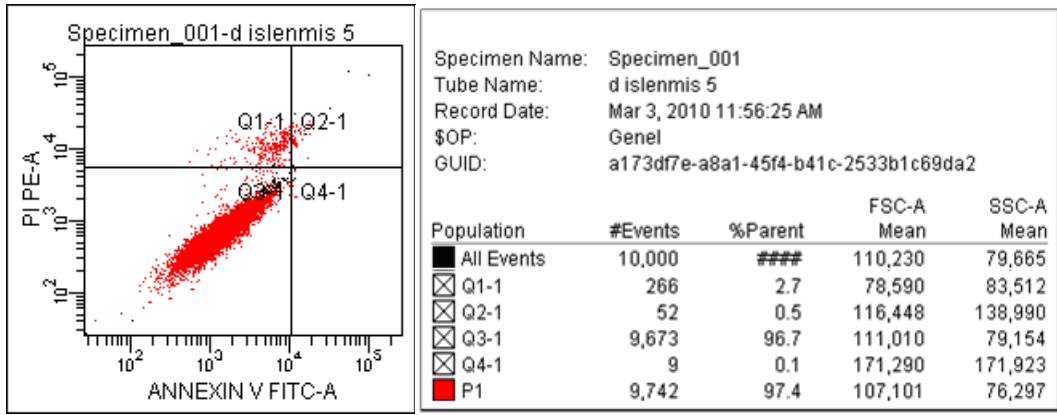 Specimen_001-d islenmis 5
10^5
Q1-1 Q2-1
10^4
PI PE-A
Q4-1
10^3
10^2
10^2 10^3 10^4 10^5
ANNEXIN V FITC-A
Specimen Name: Specimen_001
Tube Name: d islenmis 5
Record Date: Mar 3, 2010 11:56:25 AM
$OP: Genel
GUID: a173df7e-a8a1-45f4-b41c-2533b1c69da2
FSC-A SSC-A
Population #Events %Parent Mean Mean
All Events 10,000 #### 110,230 79,665
Q1-1 266 2.7 78,590 83,512
Q2-1 52 0.5 116,448 138,990
Q3-1 9,673 96.7 111,010 79,154
Q4-1 9 0.1 171,290 171,923
P1 9,742 97.4 107,101 76,297